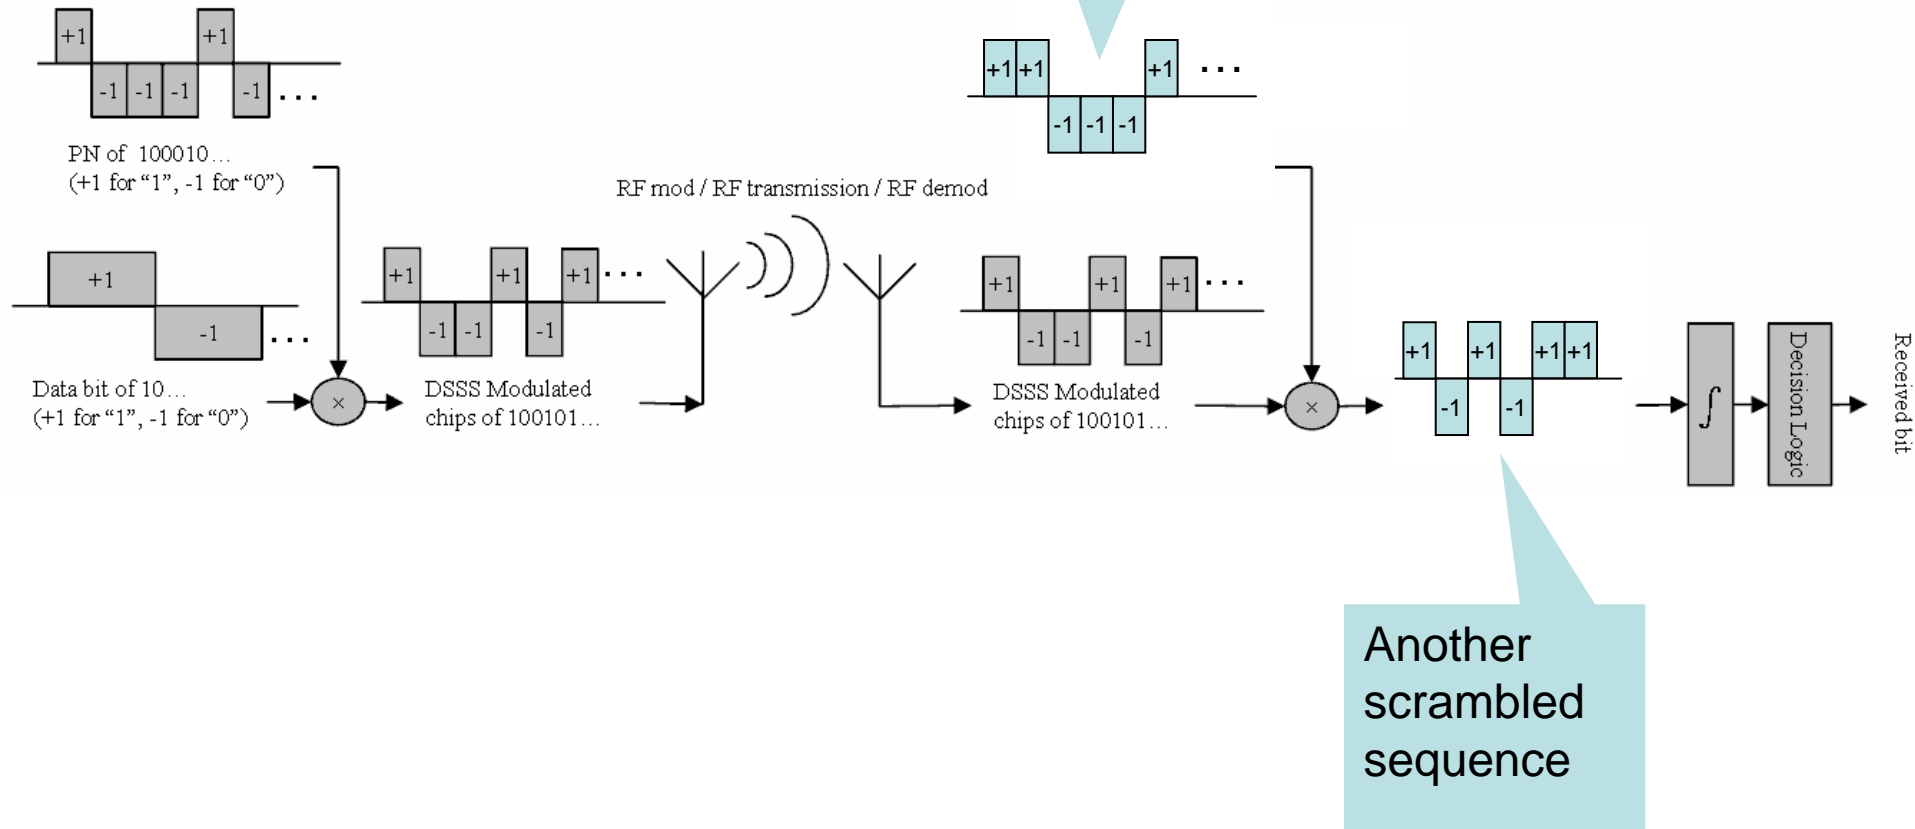 +1 +1
-1 -1 -1 -1 ...
PN of 100010...
(+1 for “1”, -1 for “0”)
+1
-1 ...
Data bit of 10...
(+1 for “1”, -1 for “0”)
×
+1 +1 +1 ...
-1 -1 -1
DSSS Modulated
chips of 100101...
RF mod / RF transmission / RF demod
+1 +1 +1 ...
-1 -1 -1
+1 +1 +1 ...
-1 -1 -1
DSSS Modulated
chips of 100101...
×
+1 +1 +1 +1
-1 -1
∫
Decision Logic
Received bit
Another
scrambled
sequence